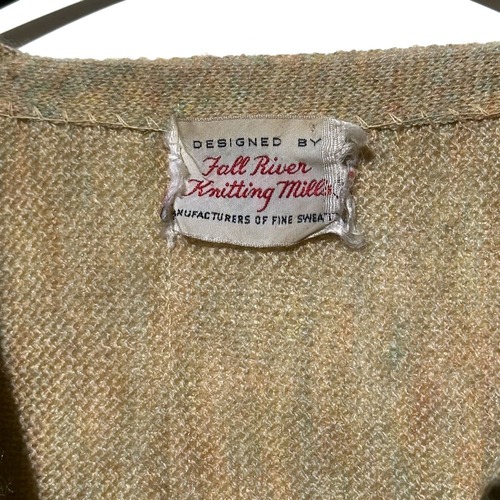 DESIGNED BY
Fall River
Knitting Mills
ANUFACTURERS OF FINE SWEAT